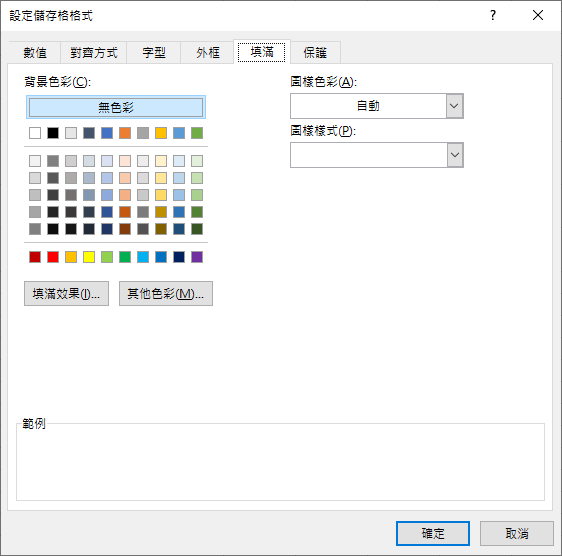 設定儲存格格式
?
數值 對齊方式 字型 外框 填滿 保護
背景色彩(C):
無色彩
填滿效果(I)... 其他色彩(M)...
圖樣色彩(A):
自動
圖樣樣式(P):
範例
確定 取消